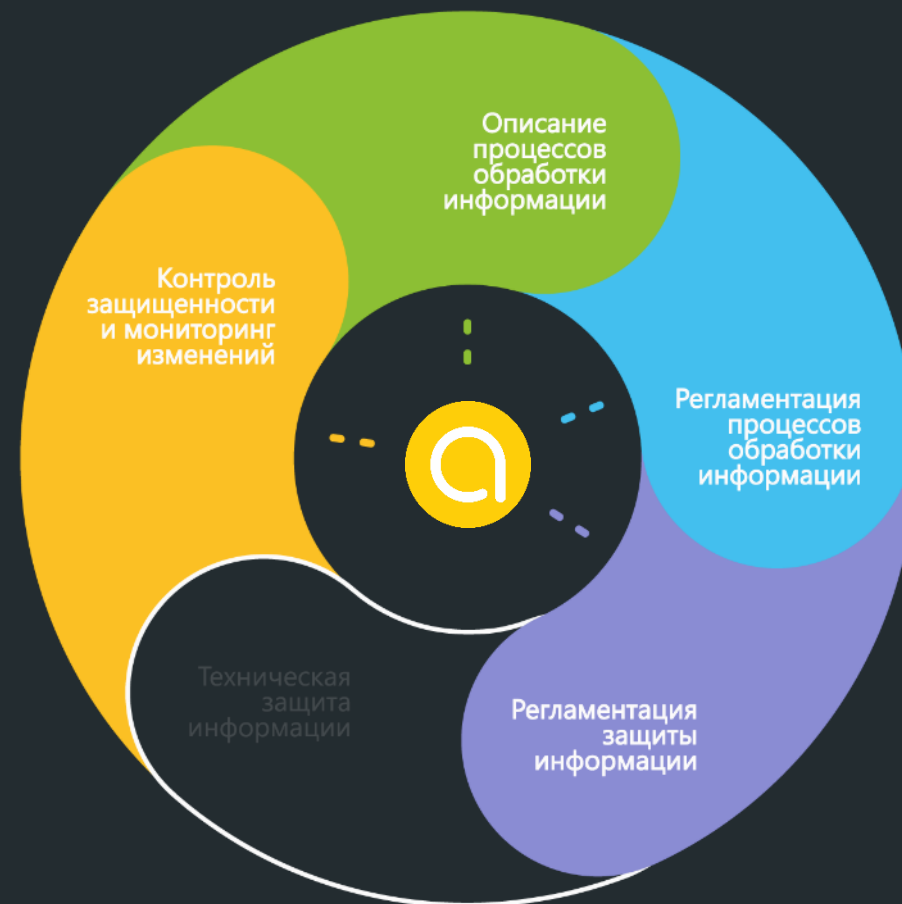 Описание
процессов
обработки
информации
Контроль
защищенности
и мониторинг
изменений
Регламентация
процессов
обработки
информации
Техническая
защита
информации
Регламентация
защиты
информации